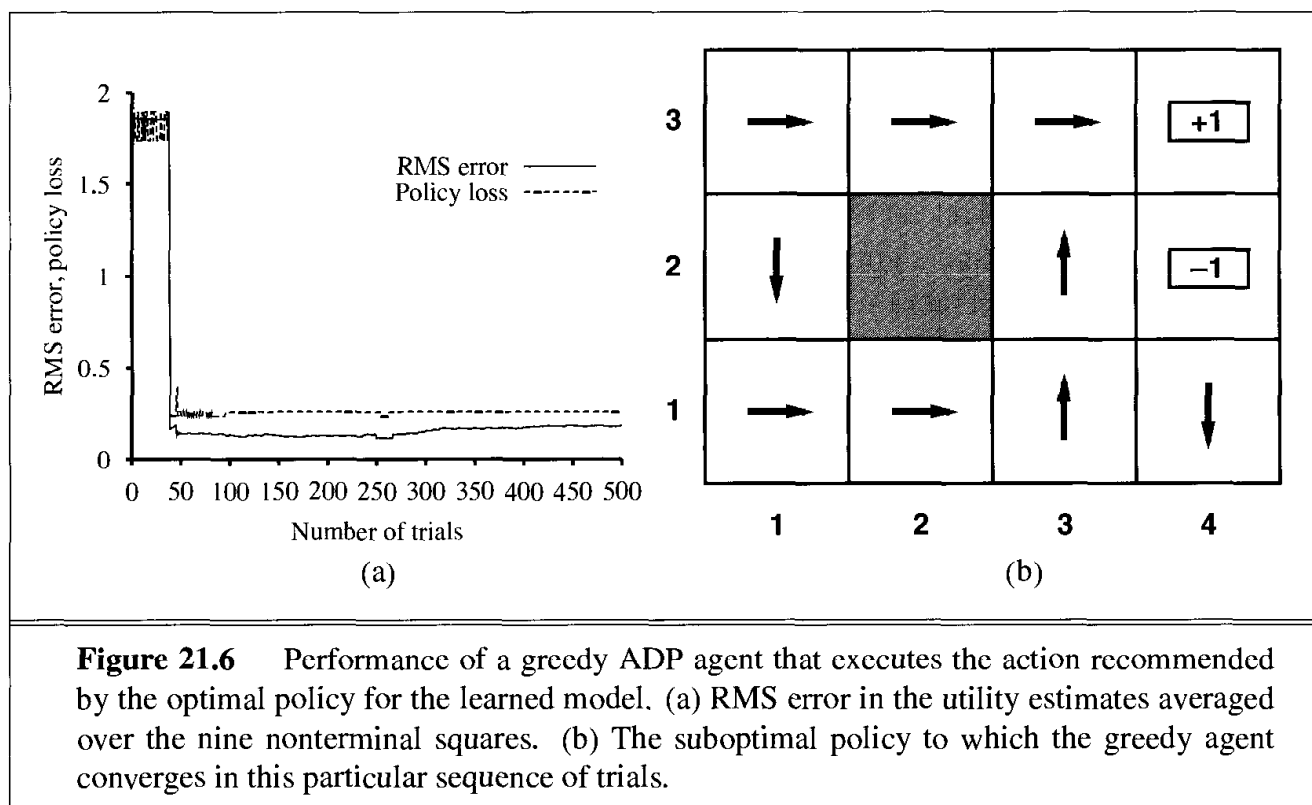 2
1.5
1
0.5
0
RMS error, policy loss
RMS error
Policy loss
0 50 100 150 200 250 300 350 400 450 500
Number of trials
(a)
3
+1
2
−1
1
1 2 3 4
(b)
Figure 21.6 Performance of a greedy ADP agent that executes the action recommended
by the optimal policy for the learned model. (a) RMS error in the utility estimates averaged
over the nine nonterminal squares. (b) The suboptimal policy to which the greedy agent
converges in this particular sequence of trials.